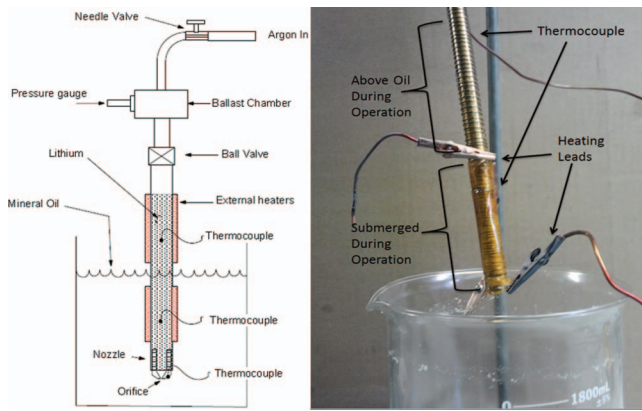 Needle Valve
Argon In
Pressure gauge
Ballast Chamber
Ball Valve
Lithium
External heaters
Mineral Oil
Thermocouple
Thermocouple
Nozzle
Thermocouple
Orifice
Thermocouple
Above Oil
During
Operation
Heating
Leads
Submerged
During
Operation
0
1800mL